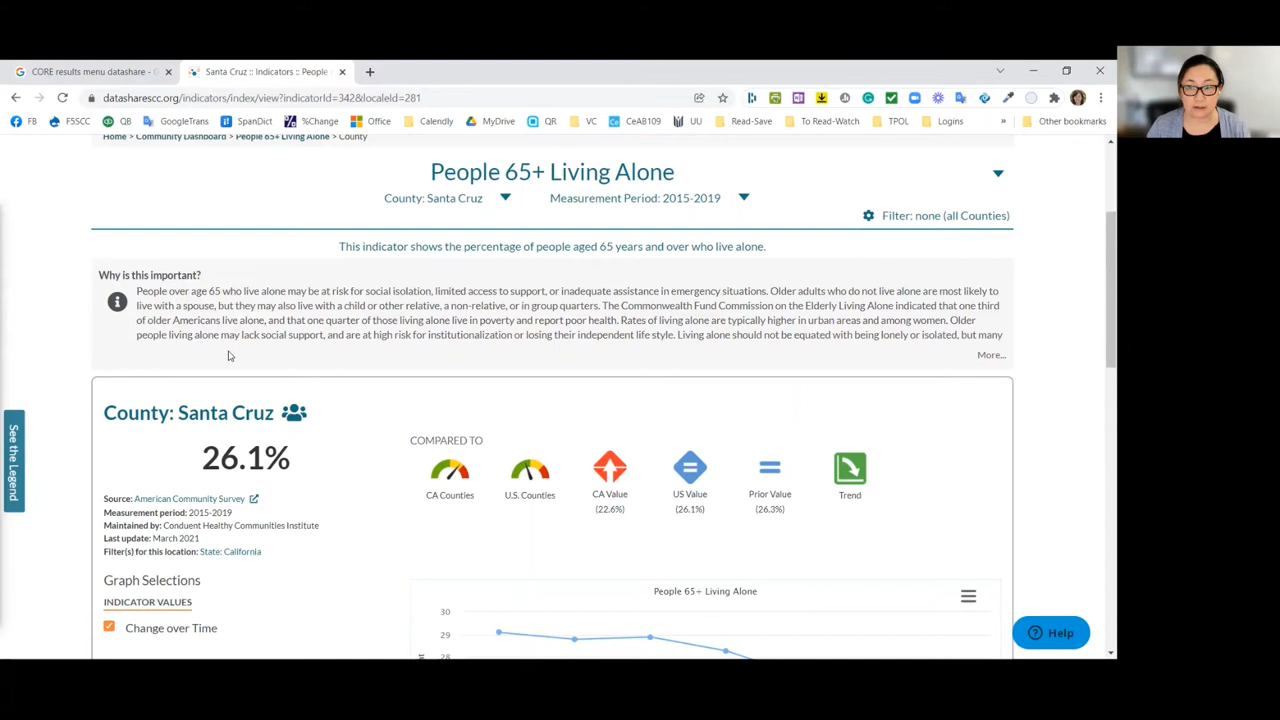 CORE results menu datashare -
Santa Cruz :: Indicators :: People
datasharescc.org/indicators/index/view?indicatorId=342&localeId=281
FB
F5SCC
QB
GoogleTrans
SpanDict
%Change
Office
Calendly
MyDrive
QR
VC
CeAB109
UU
Read-Save
To Read-Watch
TPOL
Logins
»
Other bookmarks
Home > Community Dashboard > People 65+ Living Alone > County
People 65+ Living Alone
County: Santa Cruz
Measurement Period: 2015-2019
Filter: none (all Counties)
This indicator shows the percentage of people aged 65 years and over who live alone.
Why is this important?
People over age 65 who live alone may be at risk for social isolation, limited access to support, or inadequate assistance in emergency situations. Older adults who do not live alone are most likely to
live with a spouse, but they may also live with a child or other relative, a non-relative, or in group quarters. The Commonwealth Fund Commission on the Elderly Living Alone indicated that one third
of older Americans live alone, and that one quarter of those living alone live in poverty and report poor health. Rates of living alone are typically higher in urban areas and among women. Older
people living alone may lack social support, and are at high risk for institutionalization or losing their independent life style. Living alone should not be equated with being lonely or isolated, but many
More...
See the Legend
County: Santa Cruz
26.1%
Source: American Community Survey
Measurement period: 2015-2019
Maintained by: Conduent Healthy Communities Institute
Last update: March 2021
Filter(s) for this location: State: California
COMPARED TO
CA Counties
U.S. Counties
CA Value
(22.6%)
US Value
(26.1%)
Prior Value
(26.3%)
Trend
Graph Selections
INDICATOR VALUES
Change over Time
People 65+ Living Alone
30
29
28
Help